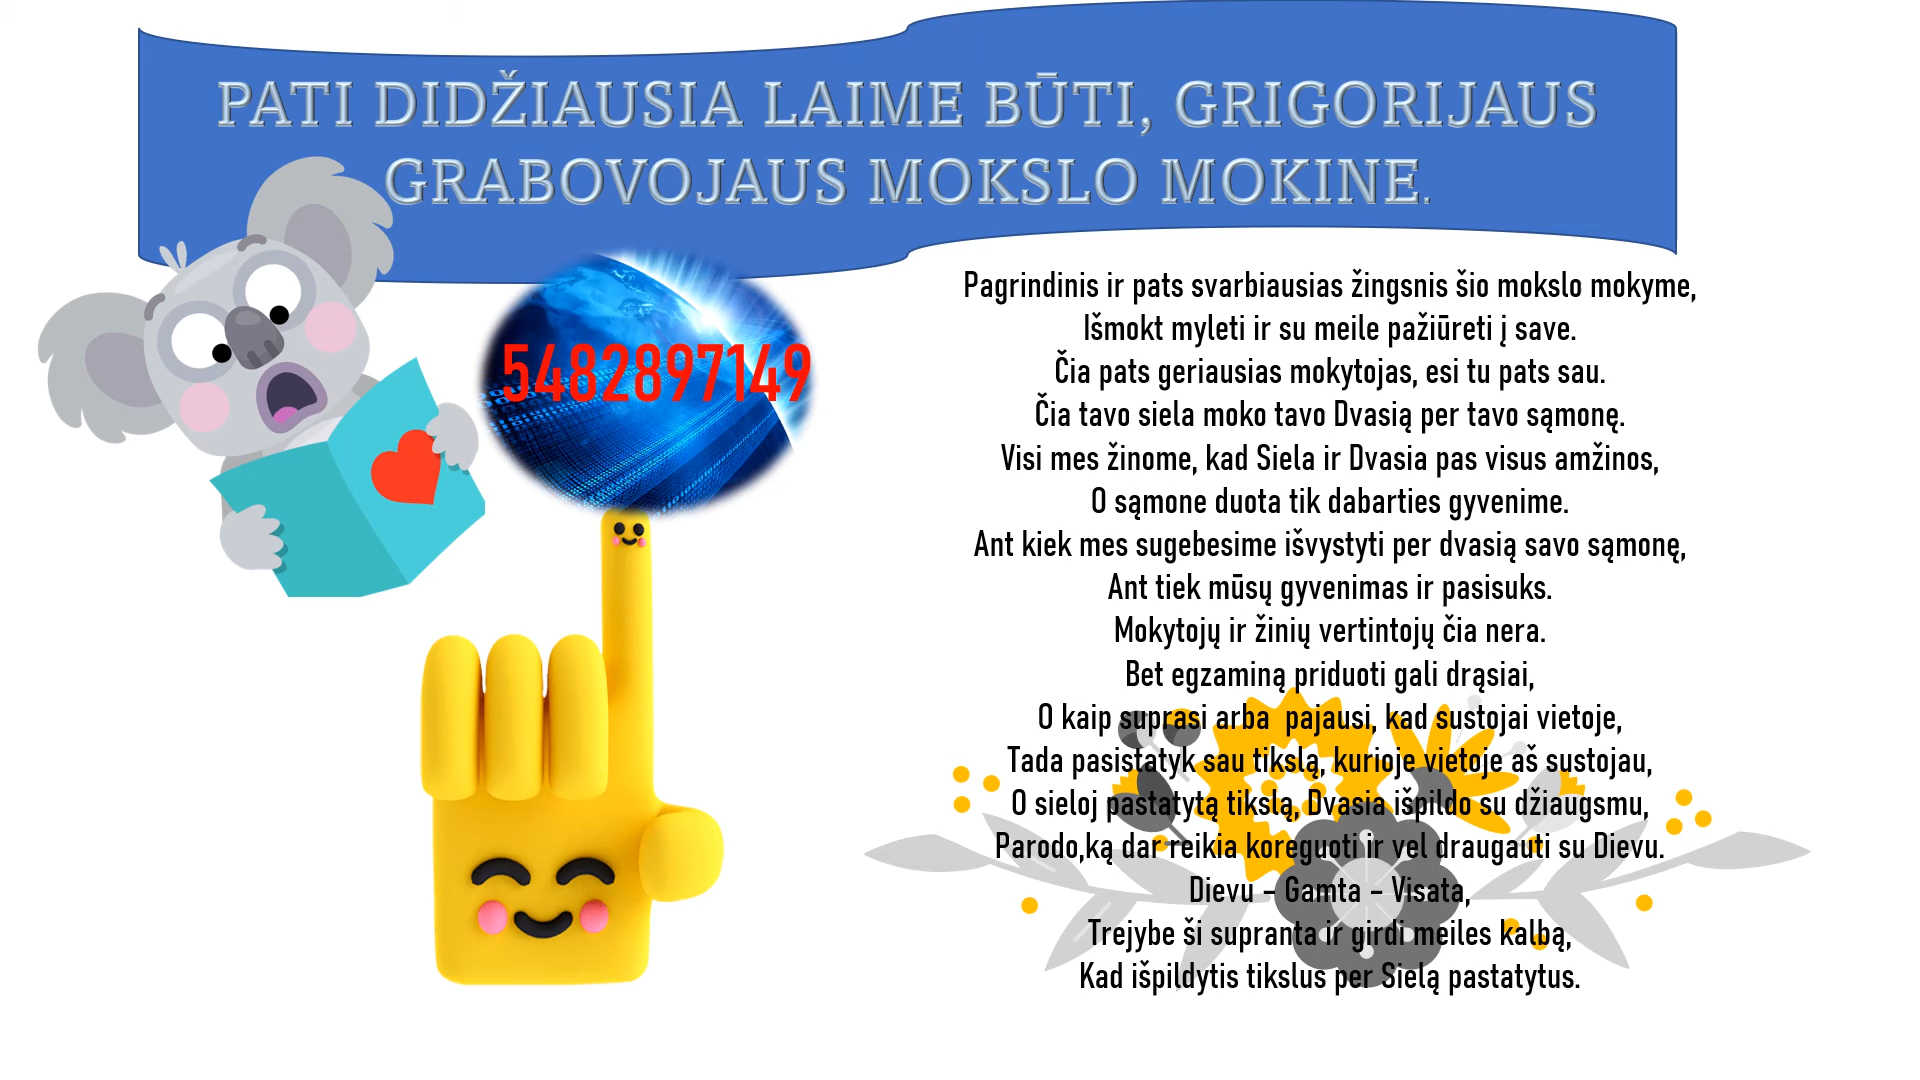 PATI DIDŽIAUSIA LAIME BŪTI, GRIGORIJAUS
GRABOVOJAUS MOKSLO MOKINE.
5482897149
Pagrindinis ir pats svarbiausias žingsnis šio mokslo mokyme,
Išmokt myleti ir su meile pažiūreti į save.
Čia pats geriausias mokytojas, esi tu pats sau.
Čia tavo siela moko tavo Dvasią per tavo sąmonę.
Visi mes žinome, kad Siela ir Dvasia pas visus amžinos,
O sąmone duota tik dabarties gyvenime.
Ant kiek mes sugebesime išvystyti per dvasią savo sąmonę,
Ant tiek mūsų gyvenimas ir pasisuks.
Mokytojų ir žinių vertintojų čia nera.
Bet egzaminą priduoti gali drąsiai,
O kaip suprasi arba  pajausi, kad sustojai vietoje,
Tada pasistatyk sau tikslą, kurioje vietoje aš sustojau,
O sieloj pastatytą tikslą, Dvasia išpildo su džiaugsmu,
Parodo,ką dar reikia koreguoti ir vel draugauti su Dievu.
Dievu – Gamta – Visata,
Trejybe ši supranta ir girdi meiles kalbą,
Kad išpildytis tikslus per Sielą pastatytus.